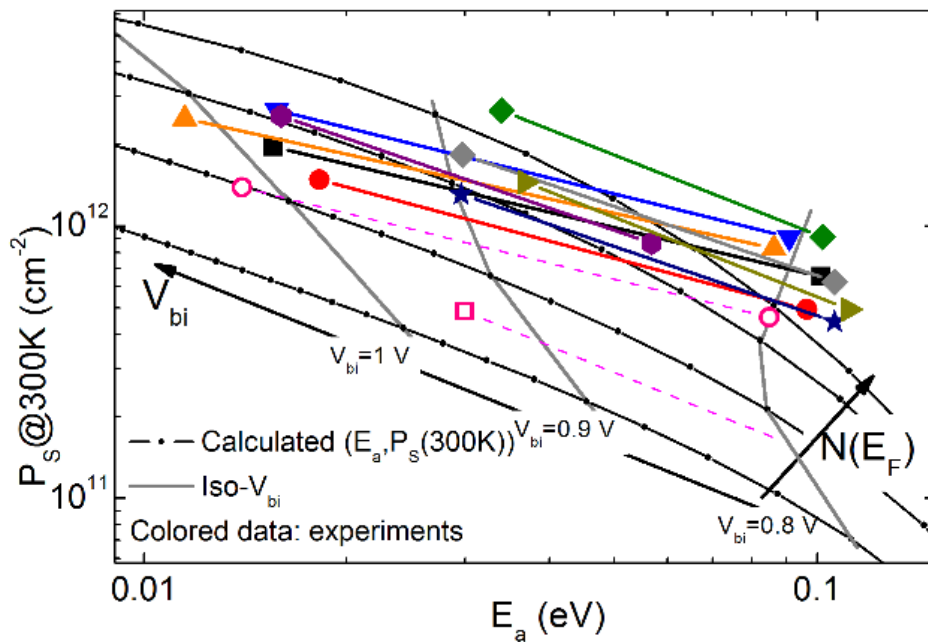 10^12
10^11
P_S@300K (cm^-2)
V_bi
V_bi=1 V
V_bi=0.9 V
V_bi=0.8 V
N(E_F)
Calculated (E_a,P_S(300K))
Iso-V_bi
Colored data: experiments
0.01
0.1
E_a (eV)